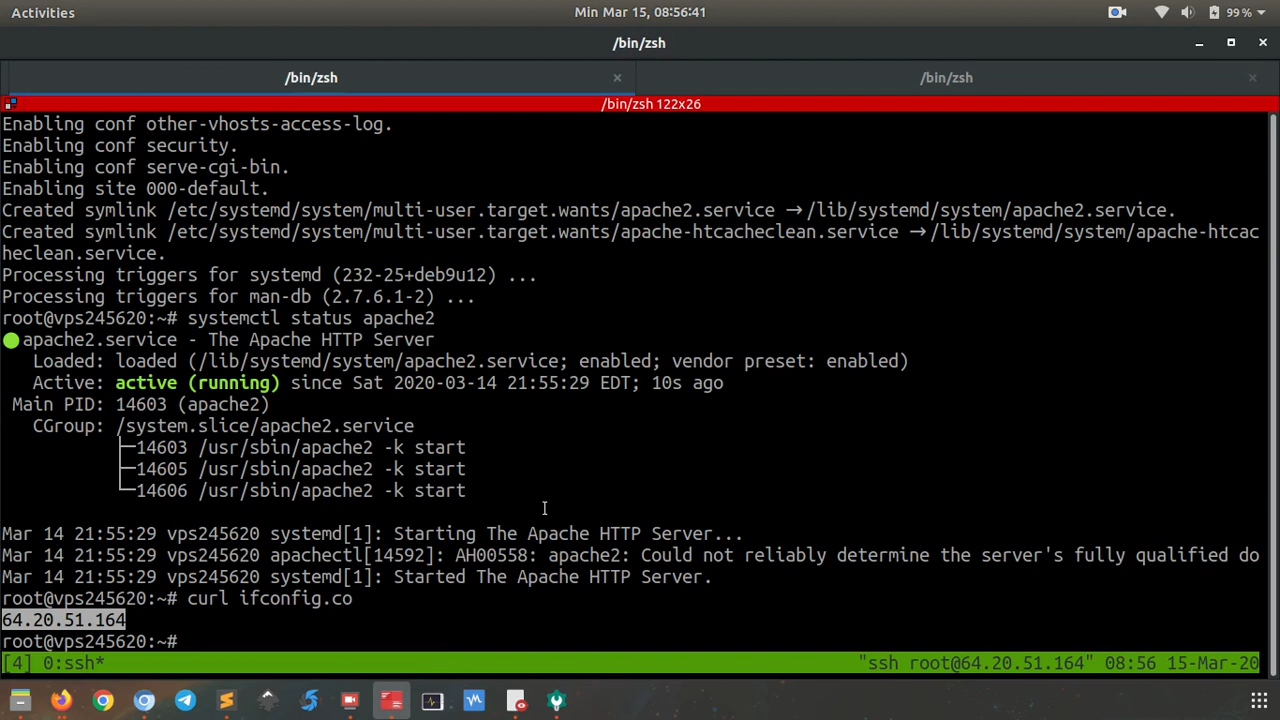 Activities
Min Mar 15, 08:56:41
99%
/bin/zsh
/bin/zsh
/bin/zsh
/bin/zsh 122x26
Enabling conf other-vhosts-access-log.
Enabling conf security.
Enabling conf serve-cgi-bin.
Enabling site 000-default.
Created symlink /etc/systemd/system/multi-user.target.wants/apache2.service → /lib/systemd/system/apache2.service.
Created symlink /etc/systemd/system/multi-user.target.wants/apache-htcacheclean.service → /lib/systemd/system/apache-htcac
heclean.service.
Processing triggers for systemd (232-25+deb9u12) ...
Processing triggers for man-db (2.7.6.1-2) ...
root@vps245620:~# systemctl status apache2
● apache2.service - The Apache HTTP Server
Loaded: loaded (/lib/systemd/system/apache2.service; enabled; vendor preset: enabled)
Active: active (running) since Sat 2020-03-14 21:55:29 EDT; 10s ago
Main PID: 14603 (apache2)
CGroup: /system.slice/apache2.service
├─14603 /usr/sbin/apache2 -k start
├─14605 /usr/sbin/apache2 -k start
└─14606 /usr/sbin/apache2 -k start
Mar 14 21:55:29 vps245620 systemd[1]: Starting The Apache HTTP Server...
Mar 14 21:55:29 vps245620 apachectl[14592]: AH00558: apache2: Could not reliably determine the server's fully qualified do
Mar 14 21:55:29 vps245620 systemd[1]: Started The Apache HTTP Server.
root@vps245620:~# curl ifconfig.co
64.20.51.164
root@vps245620:~#
[4] 0:ssh* "ssh root@64.20.51.164" 08:56 15-Mar-20